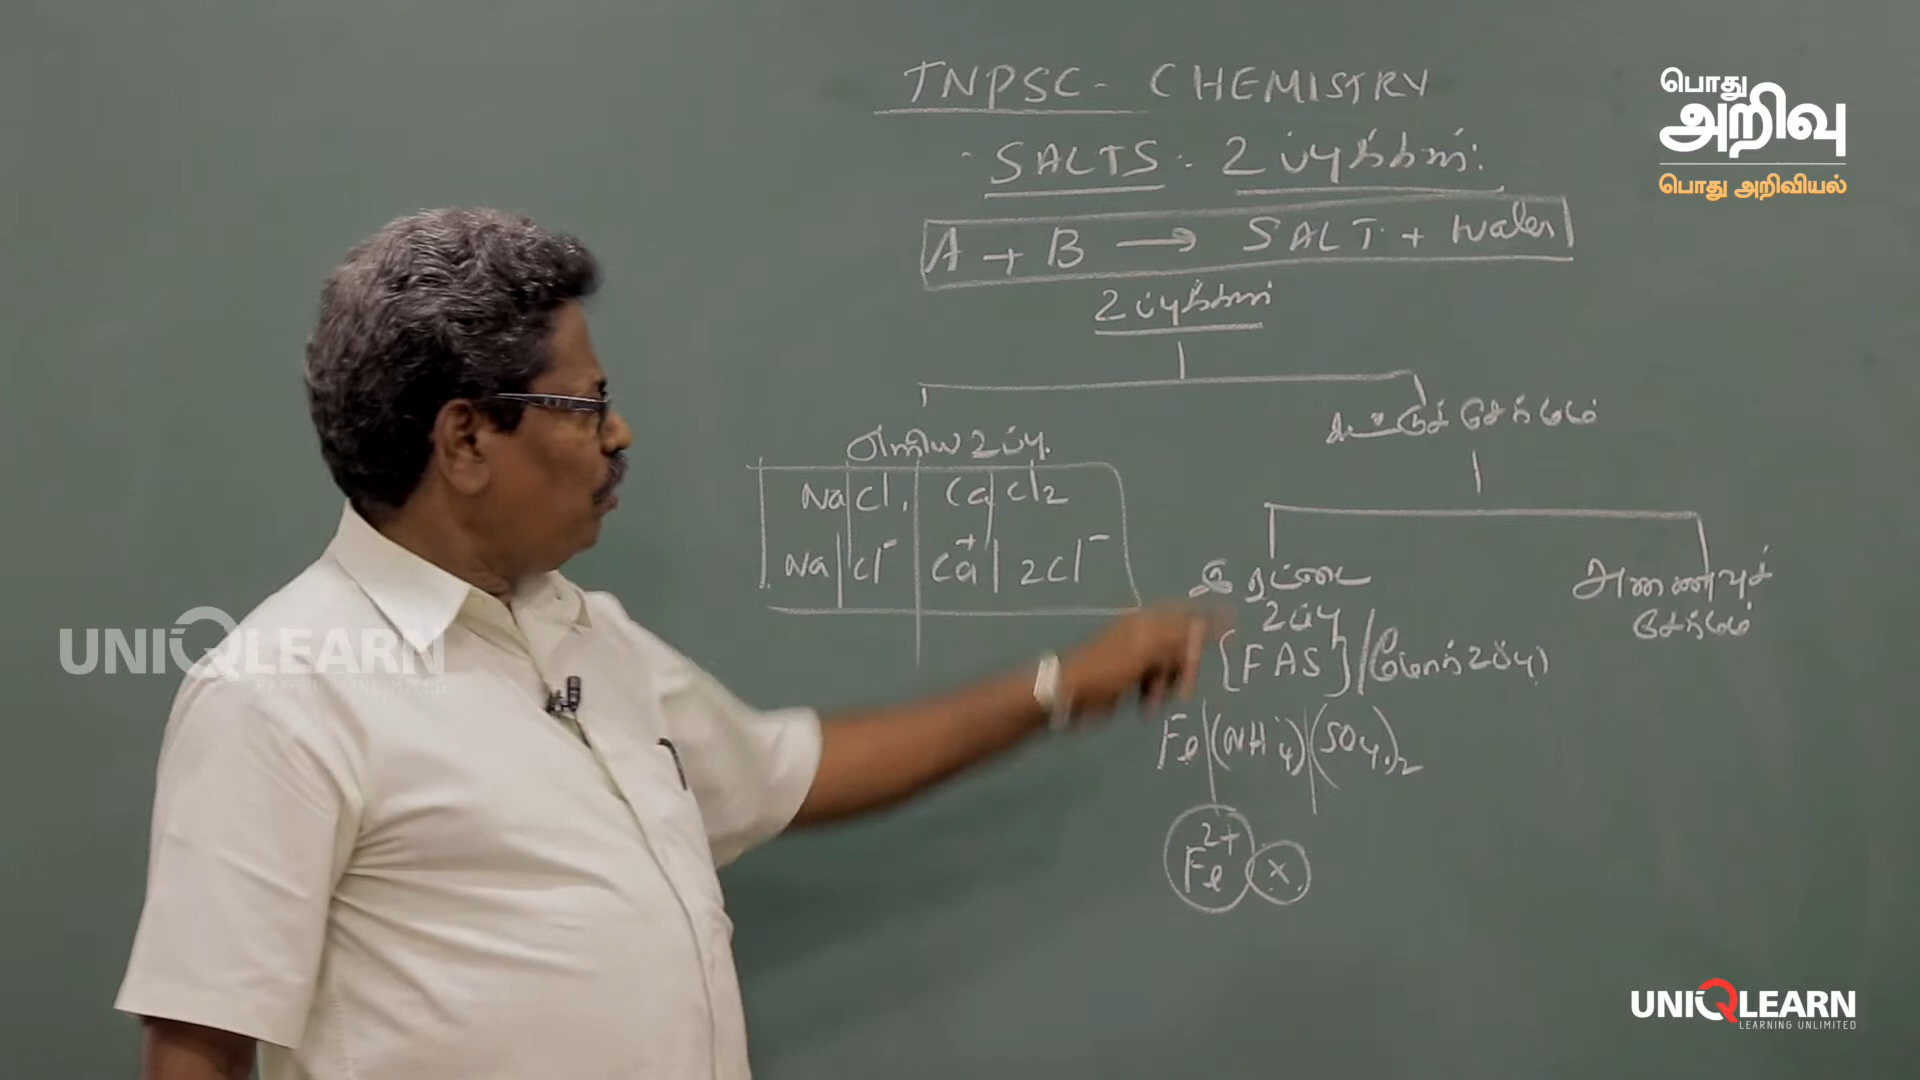 TNPSC - CHEMISTRY
SALTS : உப்புக்கள்:
A + B → SALT + Water
உப்புக்கள்
எளிய உப்பு
கூட்டுச் சேர்மம்
NaCl, CaCl2
Na Cl⁻ Ca⁺ 2Cl⁻
இரட்டை
உப்பு
[FAS] / (மோர் உப்பு)
Fe (NH4) (SO4)2
Fe²⁺ x
அணைவுச்
சேர்மம்
பொது
அறிவு
பொது அறிவியல்
UNIQLEARN
UNIQLEARN
LEARNING UNLIMITED